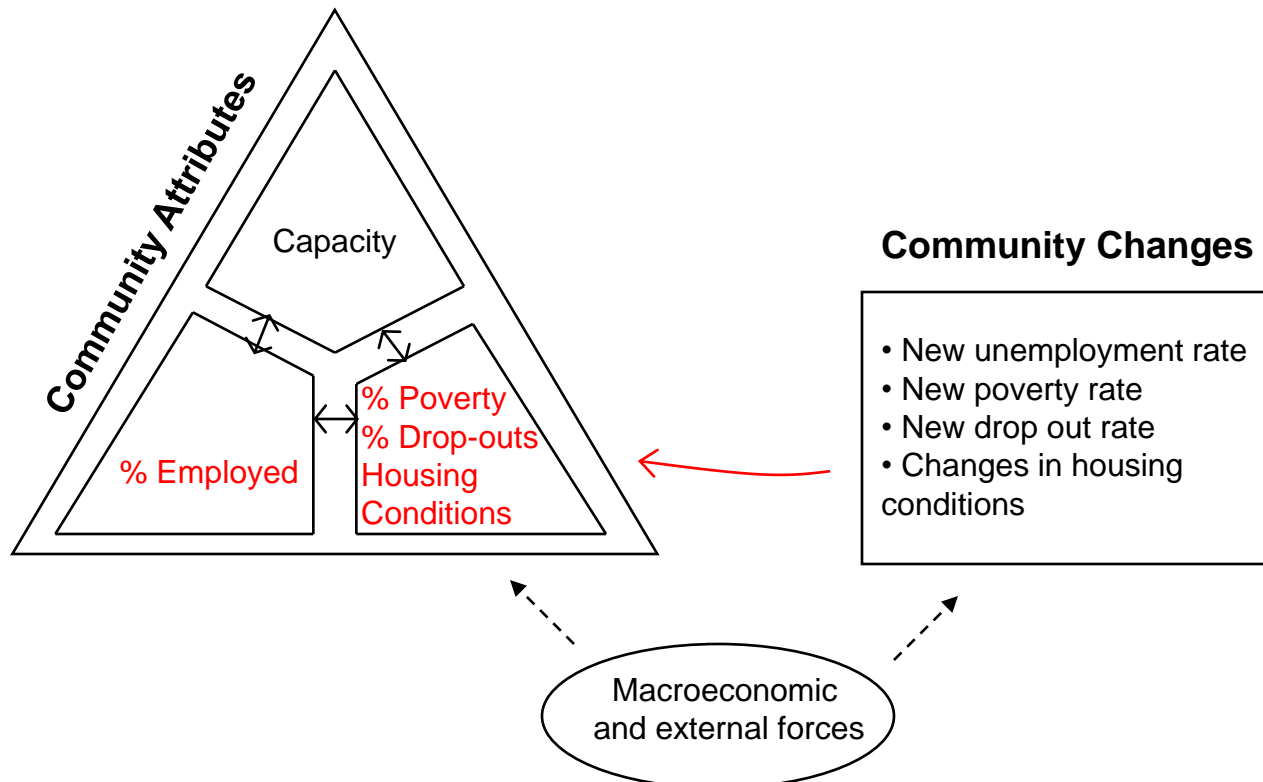 Community Attributes
Capacity
% Employed
% Poverty
% Drop-outs
Housing
Conditions
Community Changes
• New unemployment rate
• New poverty rate
• New drop out rate
• Changes in housing
conditions
Macroeconomic
and external forces